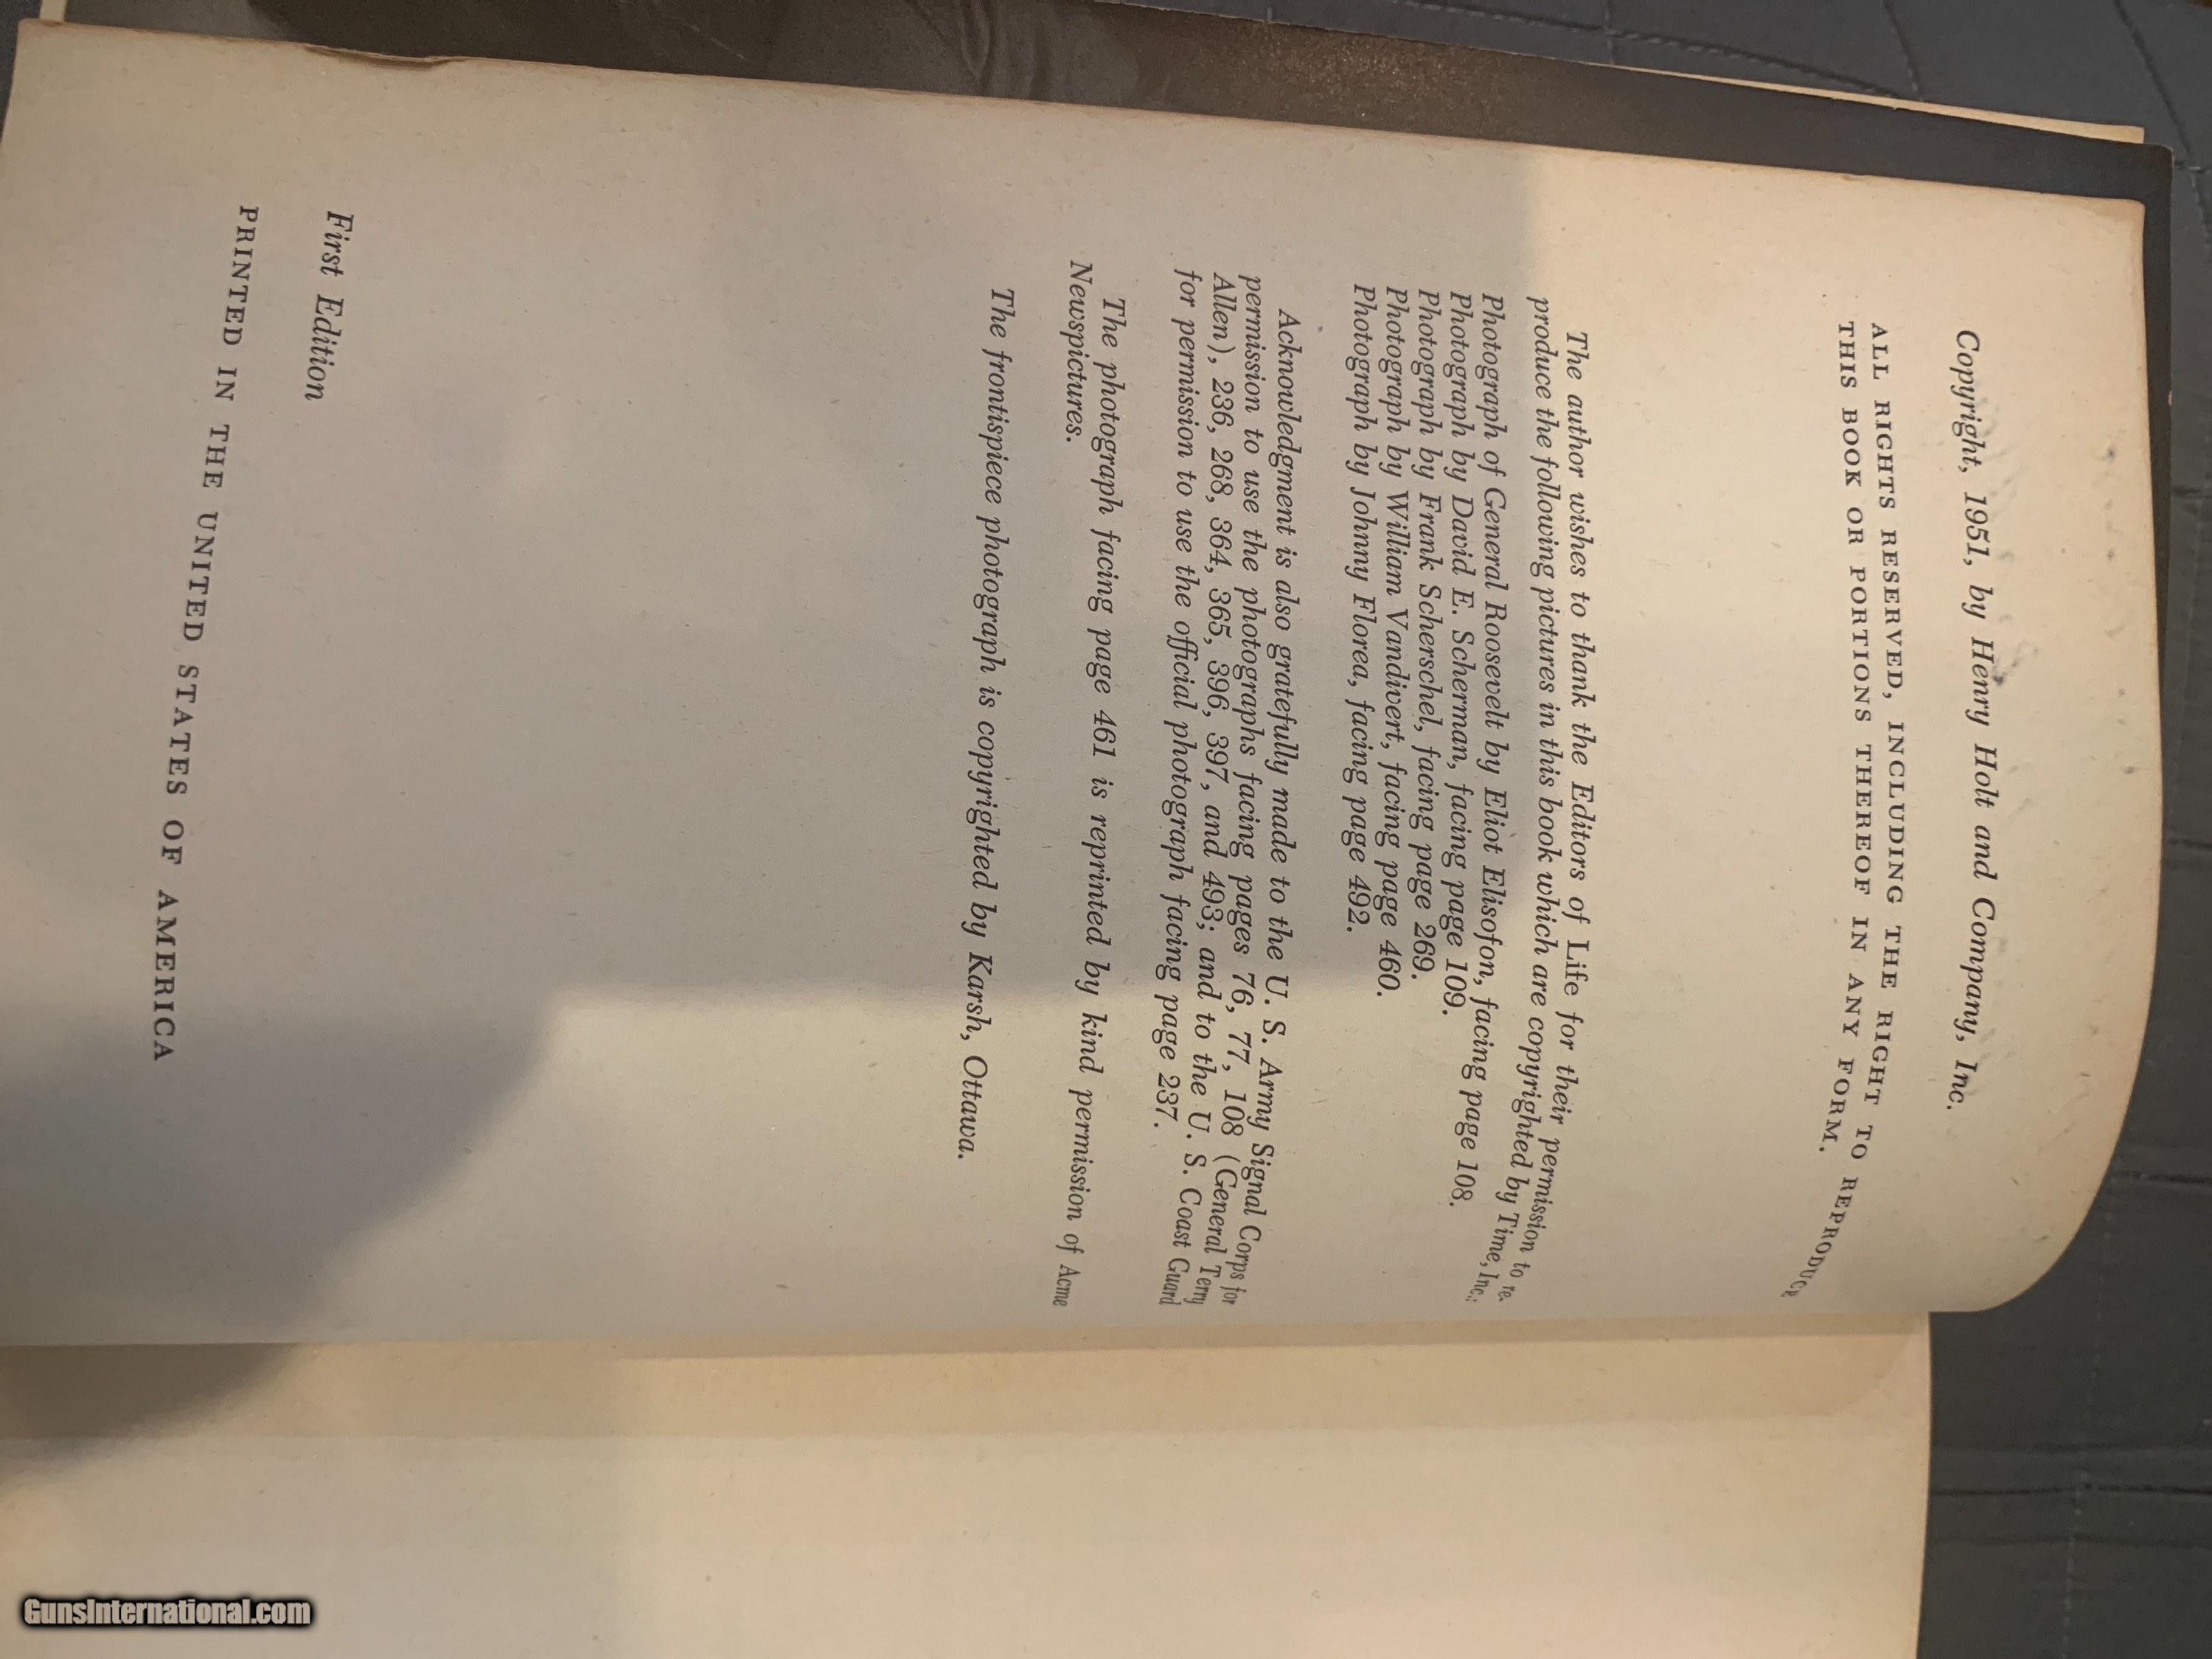 Copyright, 1951, by Henry Holt and Company, Inc.
ALL RIGHTS RESERVED, INCLUDING THE RIGHT TO REPRODUCE
THIS BOOK OR PORTIONS THEREOF IN ANY FORM.
The author wishes to thank the Editors of Life for their permission to re-
produce the following pictures in this book which are copyrighted by Time, Inc.:
Photograph of General Roosevelt by Eliot Elisofon, facing page 108.
Photograph by David E. Scherman, facing page 109.
Photograph by Frank Scherschel, facing page 269.
Photograph by William Vandivert, facing page 460.
Photograph by Johnny Florea, facing page 492.
Acknowledgment is also gratefully made to the U. S. Army Signal Corps for
permission to use the photographs facing pages 76, 77, 108 (General Terry
Allen), 236, 268, 364, 365, 396, 397, and 493; and to the U. S. Coast Guard
for permission to use the official photograph facing page 237.
The photograph facing page 461 is reprinted by kind permission of Acme
Newspictures.
The frontispiece photograph is copyrighted by Karsh, Ottawa.
First Edition
PRINTED IN THE UNITED STATES OF AMERICA
GunsInternational.com